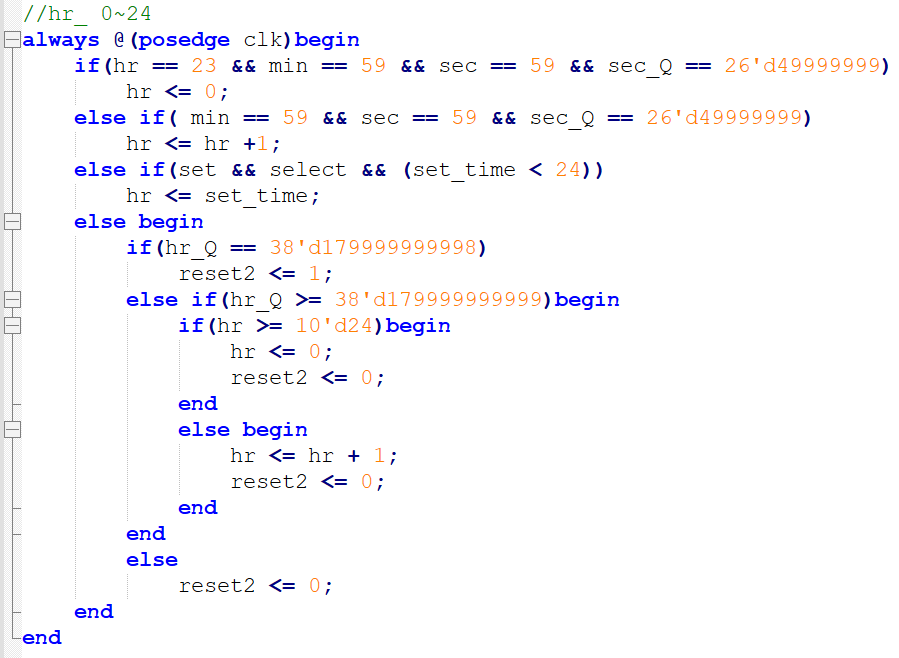 //hr_ 0~24
always @(posedge clk)begin
if(hr == 23 && min == 59 && sec == 59 && sec_Q == 26'd49999999)
hr <= 0;
else if( min == 59 && sec == 59 && sec_Q == 26'd49999999)
hr <= hr +1;
else if(set && select && (set_time < 24))
hr <= set_time;
else begin
if(hr_Q == 38'd179999999998)
reset2 <= 1;
else if(hr_Q >= 38'd179999999999)begin
if(hr >= 10'd24)begin
hr <= 0;
reset2 <= 0;
end
else begin
hr <= hr + 1;
reset2 <= 0;
end
end
else
reset2 <= 0;
end
end